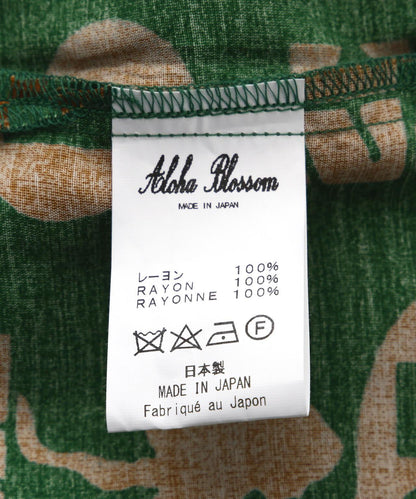 Aloha Blossom
MADE IN JAPAN
レーヨン 100%
RAYON 100%
RAYONNE 100%
F
日本製
MADE IN JAPAN
Fabriqué au Japon